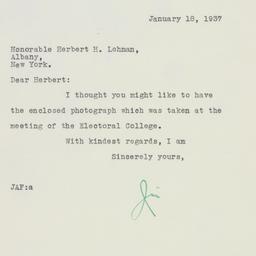 January 18, 1937
Honorable Herbert H. Lehman,
Albany,
New York.
Dear Herbert:
I thought you might like to have
the enclosed photograph which was taken at the
meeting of the Electoral College.
With kindest regards, I am
Sincerely yours,
JAF:a
Jim